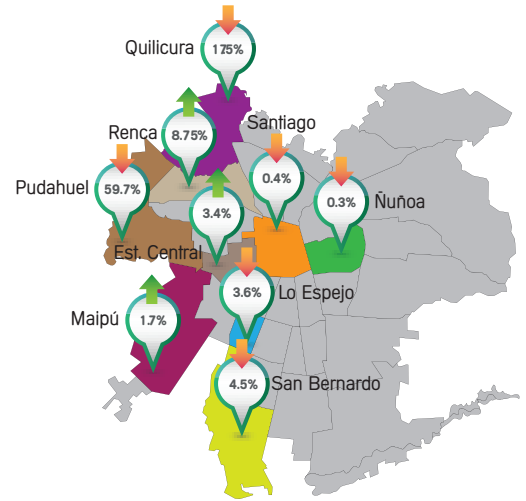 Quilicura
175%
Renca
8.75%
Santiago
Pudahuel
59.7%
0.4%
0.3%
Ñuñoa
3.4%
Est. Central
3.6%
Lo Espejo
Maipú
1.7%
4.5%
San Bernardo